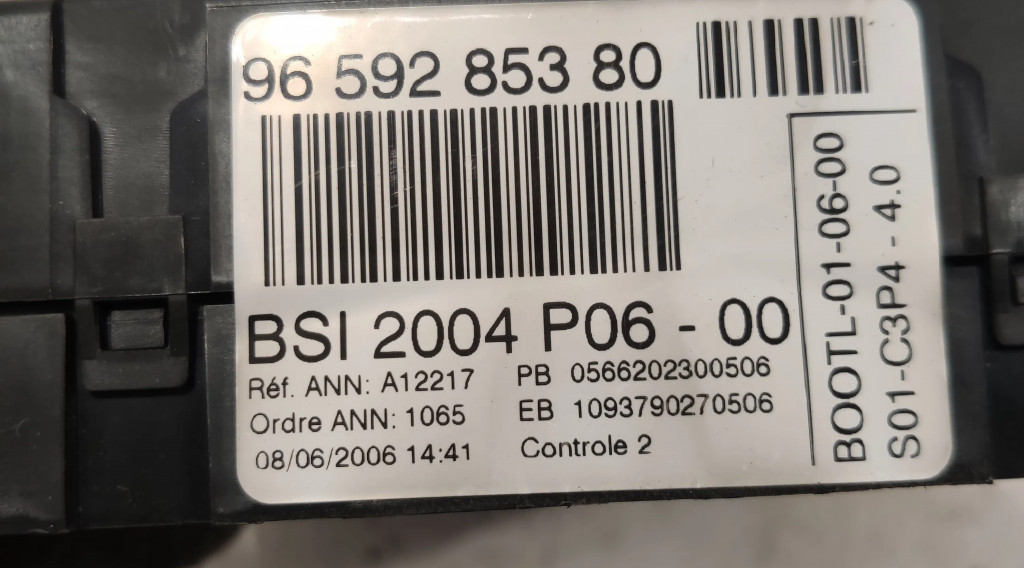 96 592 853 80
BSI 2004 P06 - 00
Réf. ANN: A12217 PB 0566202300506
Ordre ANN: 1065 EB 1093790270506
08/06/2006 14:41 Controle 2
BOOTL-01-06-00
S01-C3P4 - 4.0